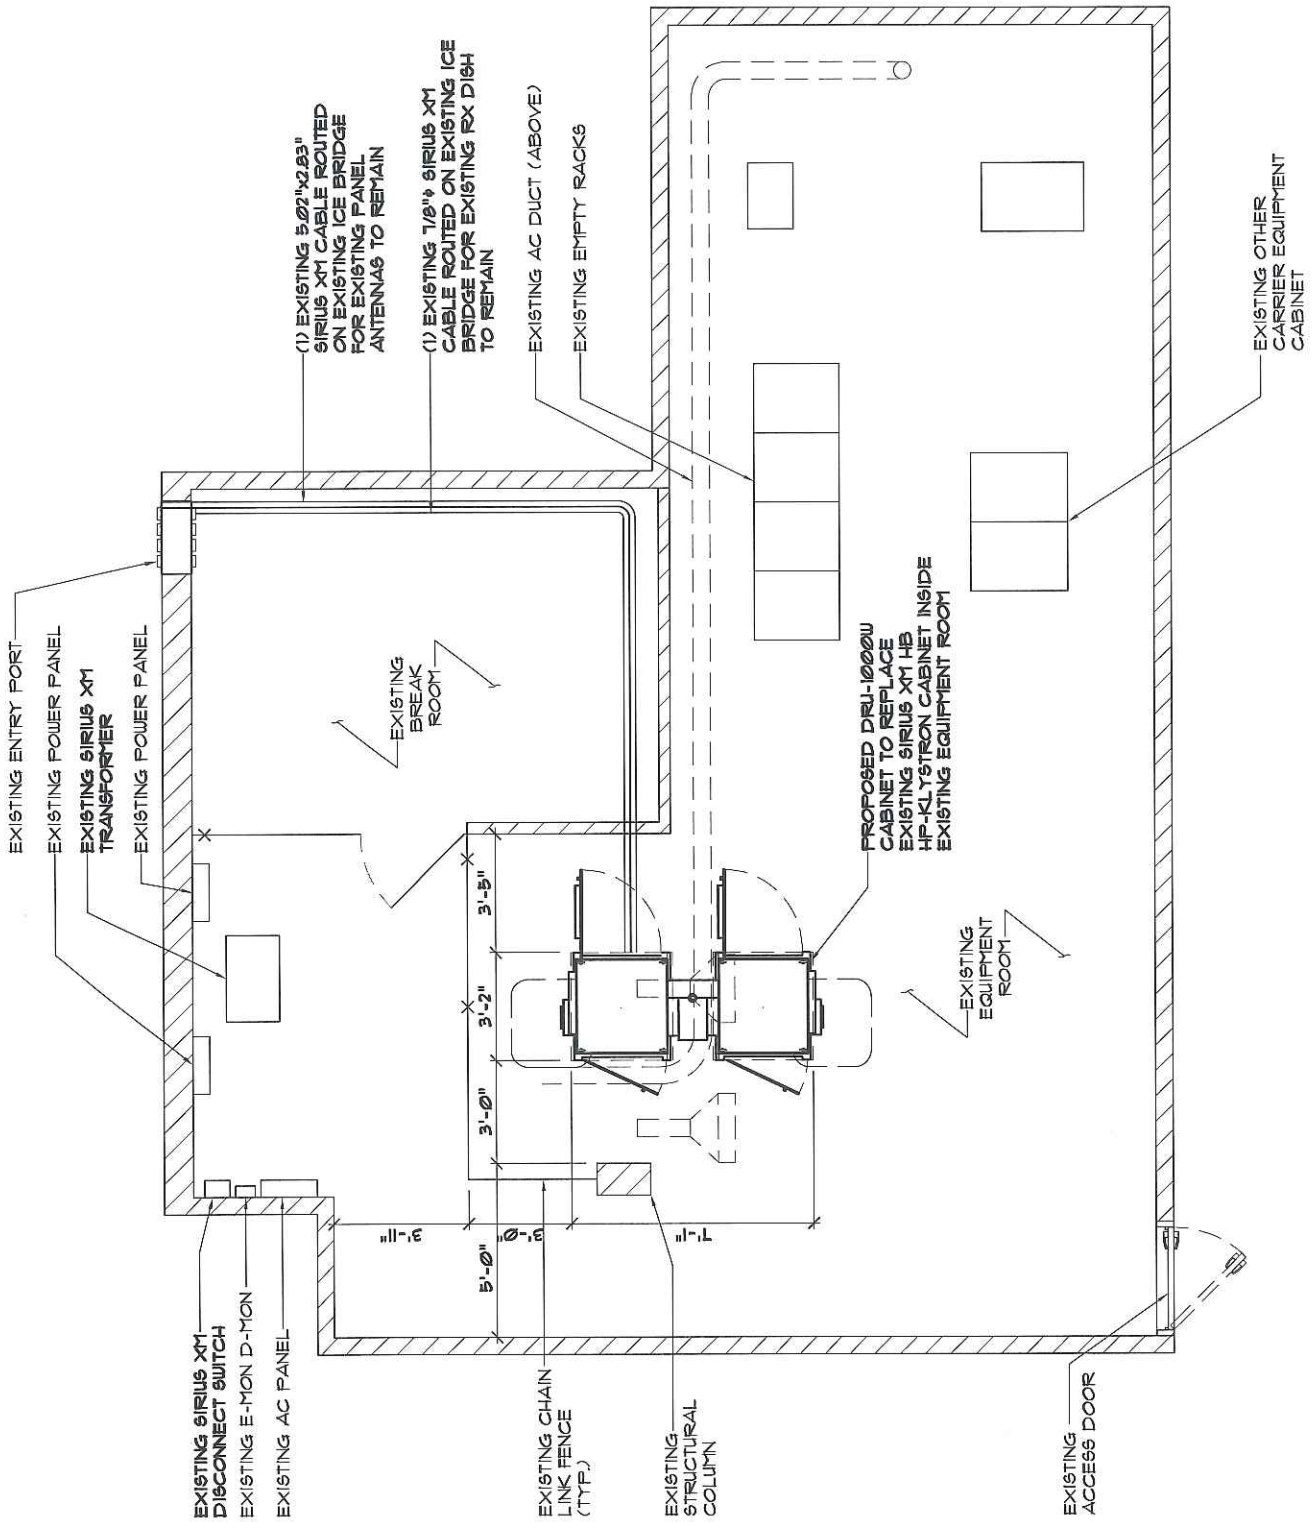 EXISTING ENTRY PORT
EXISTING POWER PANEL
EXISTING SIRIUS XM
TRANSFORMER
EXISTING POWER PANEL
(1) EXISTING 5.02"x2.83"
SIRIUS XM CABLE ROUTED
ON EXISTING ICE BRIDGE
FOR EXISTING PANEL
ANTENNAS TO REMAIN
(1) EXISTING 7/8"ϕ SIRIUS XM
CABLE ROUTED ON EXISTING ICE
BRIDGE FOR EXISTING RX DISH
TO REMAIN
EXISTING AC DUCT (ABOVE)
EXISTING EMPTY RACKS
EXISTING OTHER
CARRIER EQUIPMENT
CABINET
EXISTING
BREAK
ROOM
PROPOSED DRU-1000W
CABINET TO REPLACE
EXISTING SIRIUS XM HB
HP-KLYSTRON CABINET INSIDE
EXISTING EQUIPMENT ROOM
EXISTING
EQUIPMENT
ROOM
3'-5"
3'-2"
3'-0"
5'-0"
3'-11"
3'-0"
7'-1"
EXISTING SIRIUS XM
DISCONNECT SWITCH
EXISTING E-MON D-MON
EXISTING AC PANEL
EXISTING CHAIN
LINK FENCE
(TYP.)
EXISTING
STRUCTURAL
COLUMN
EXISTING
ACCESS DOOR